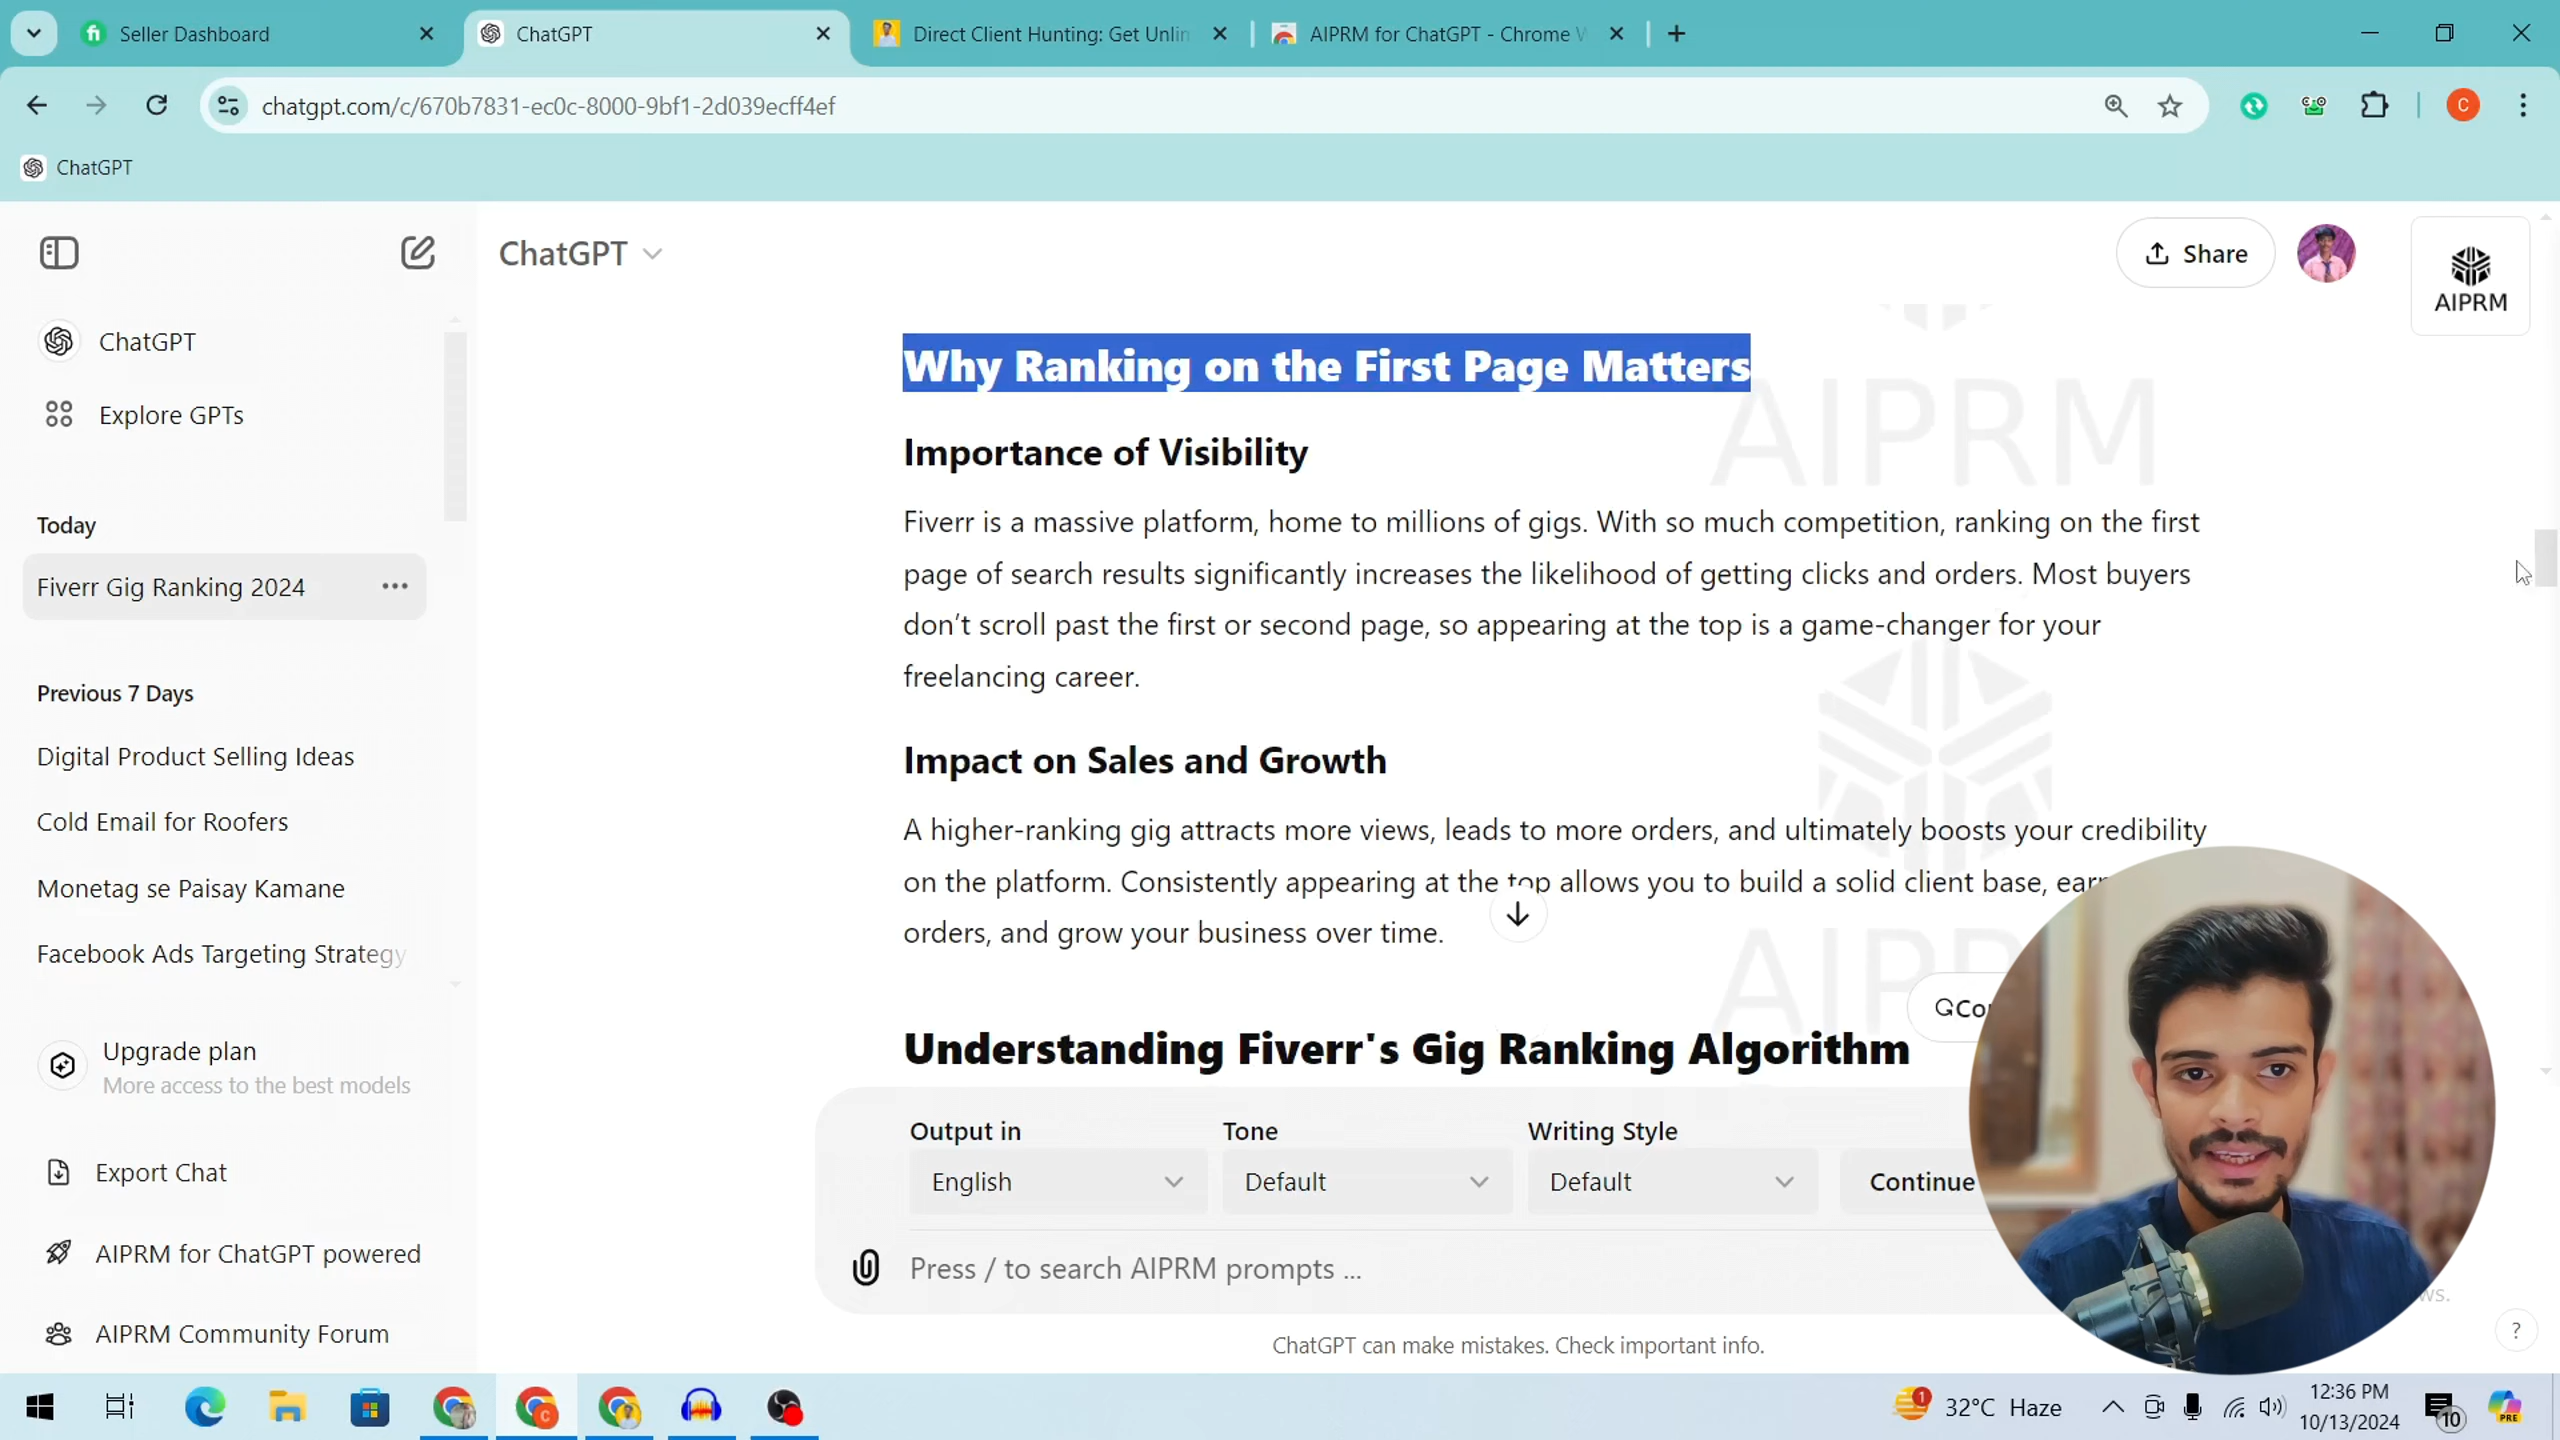 Seller Dashboard
ChatGPT
Direct Client Hunting: Get Unlin
AIPRM for ChatGPT - Chrome W
chatgpt.com/c/670b7831-ec0c-8000-9bf1-2d039ecff4ef
C
ChatGPT
ChatGPT
Share
AIPRM
ChatGPT
Explore GPTs
Today
Fiverr Gig Ranking 2024
Previous 7 Days
Digital Product Selling Ideas
Cold Email for Roofers
Monetag se Paisay Kamane
Facebook Ads Targeting Strategy
Upgrade plan
More access to the best models
Export Chat
AIPRM for ChatGPT powered
AIPRM Community Forum
Why Ranking on the First Page Matters
AIPRM
Importance of Visibility
Fiverr is a massive platform, home to millions of gigs. With so much competition, ranking on the first
page of search results significantly increases the likelihood of getting clicks and orders. Most buyers
don’t scroll past the first or second page, so appearing at the top is a game-changer for your
freelancing career.
Impact on Sales and Growth
A higher-ranking gig attracts more views, leads to more orders, and ultimately boosts your credibility
on the platform. Consistently appearing at the top allows you to build a solid client base, ear
orders, and grow your business over time.
AIPR
Co
Understanding Fiverr's Gig Ranking Algorithm
Output in
Tone
Writing Style
English
Default
Default
Continue
Press / to search AIPRM prompts ...
ws.
ChatGPT can make mistakes. Check important info.
?
1
32°C Haze
12:36 PM
10/13/2024
10
PRE
C